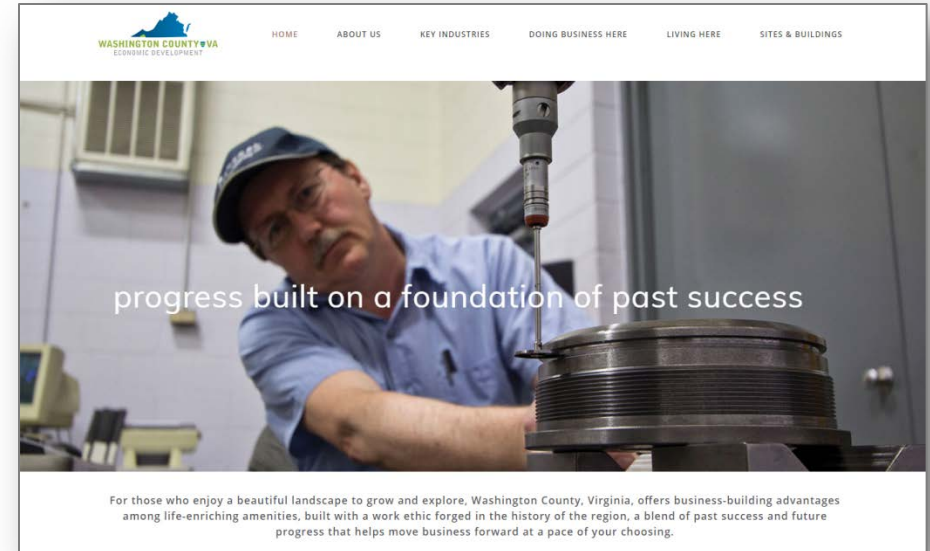 WASHINGTON COUNTY VA
ECONOMIC DEVELOPMENT
HOME ABOUT US KEY INDUSTRIES DOING BUSINESS HERE LIVING HERE SITES & BUILDINGS
progress built on a foundation of past success
For those who enjoy a beautiful landscape to grow and explore, Washington County, Virginia, offers business-building advantages
among life-enriching amenities, built with a work ethic forged in the history of the region, a blend of past success and future
progress that helps move business forward at a pace of your choosing.